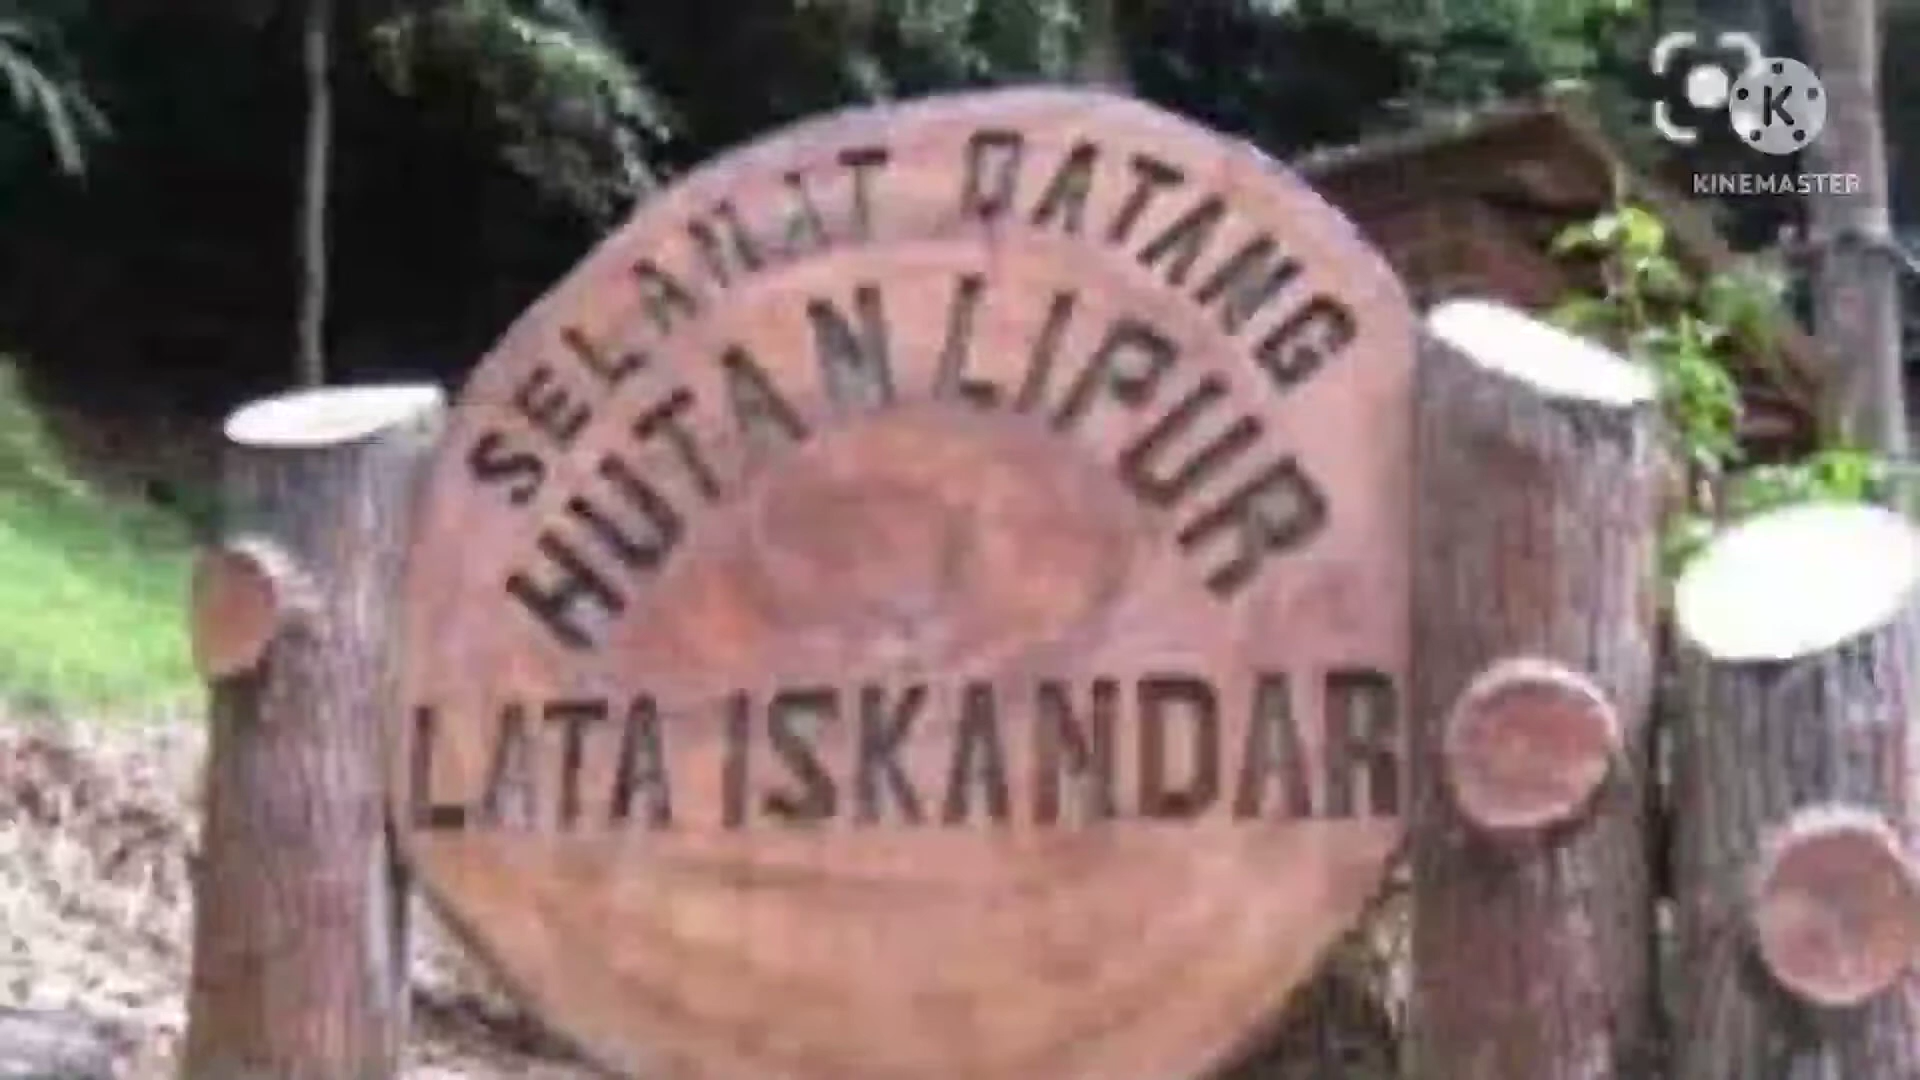 SELAMAT DATANG
HUTAN LIPUR
LATA ISKANDAR
K
KINEMASTER